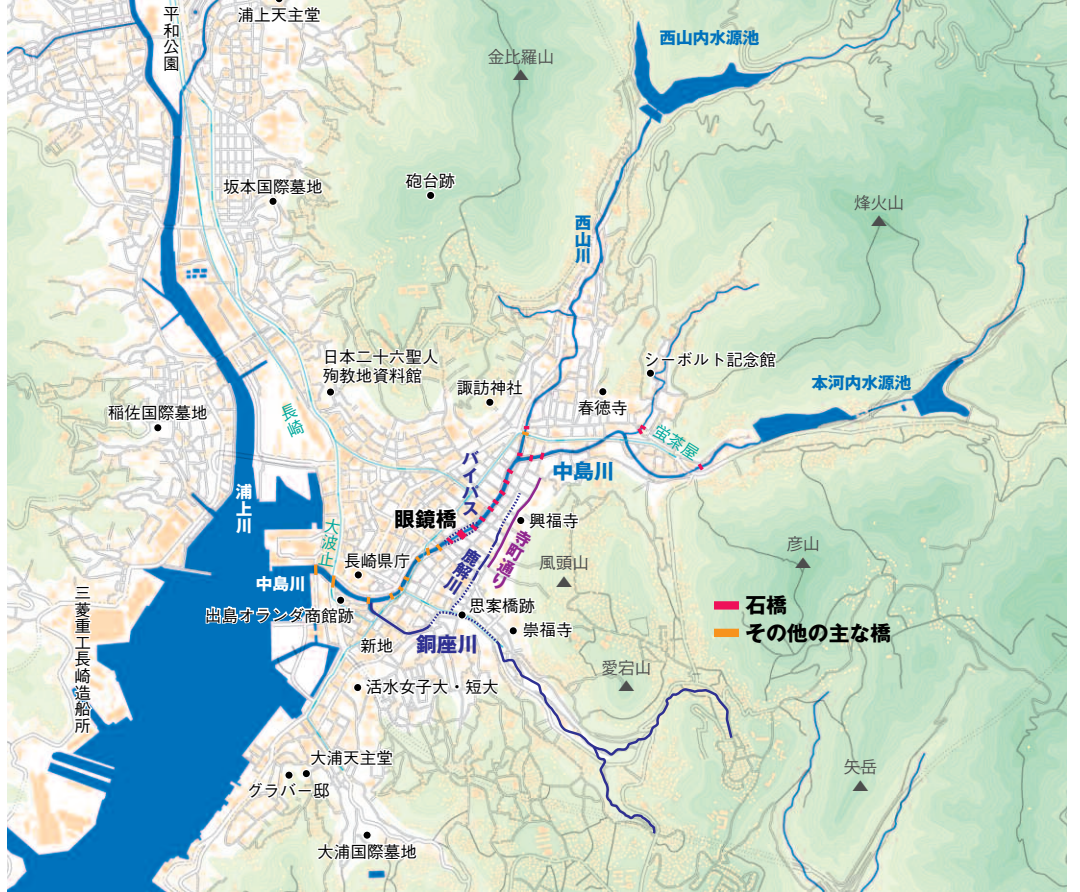 浦上天主堂
平和公園
金比羅山
西山内水源池
砲台跡
坂本国際墓地
烽火山
西山川
日本二十六聖人
殉教地資料館
シーボルト記念館
諏訪神社
本河内水源池
春徳寺
稲佐国際墓地
長崎
蛍茶屋
バイパス
中島川
浦上川
眼鏡橋
興福寺
大波止
寺町通り
鹿解川
風頭山
彦山
長崎県庁
中島川
出島オランダ商館跡
思案橋跡
石橋
その他の主な橋
崇福寺
三菱重工長崎造船所
新地
銅座川
愛宕山
活水女子大・短大
大浦天主堂
グラバー邸
矢岳
大浦国際墓地